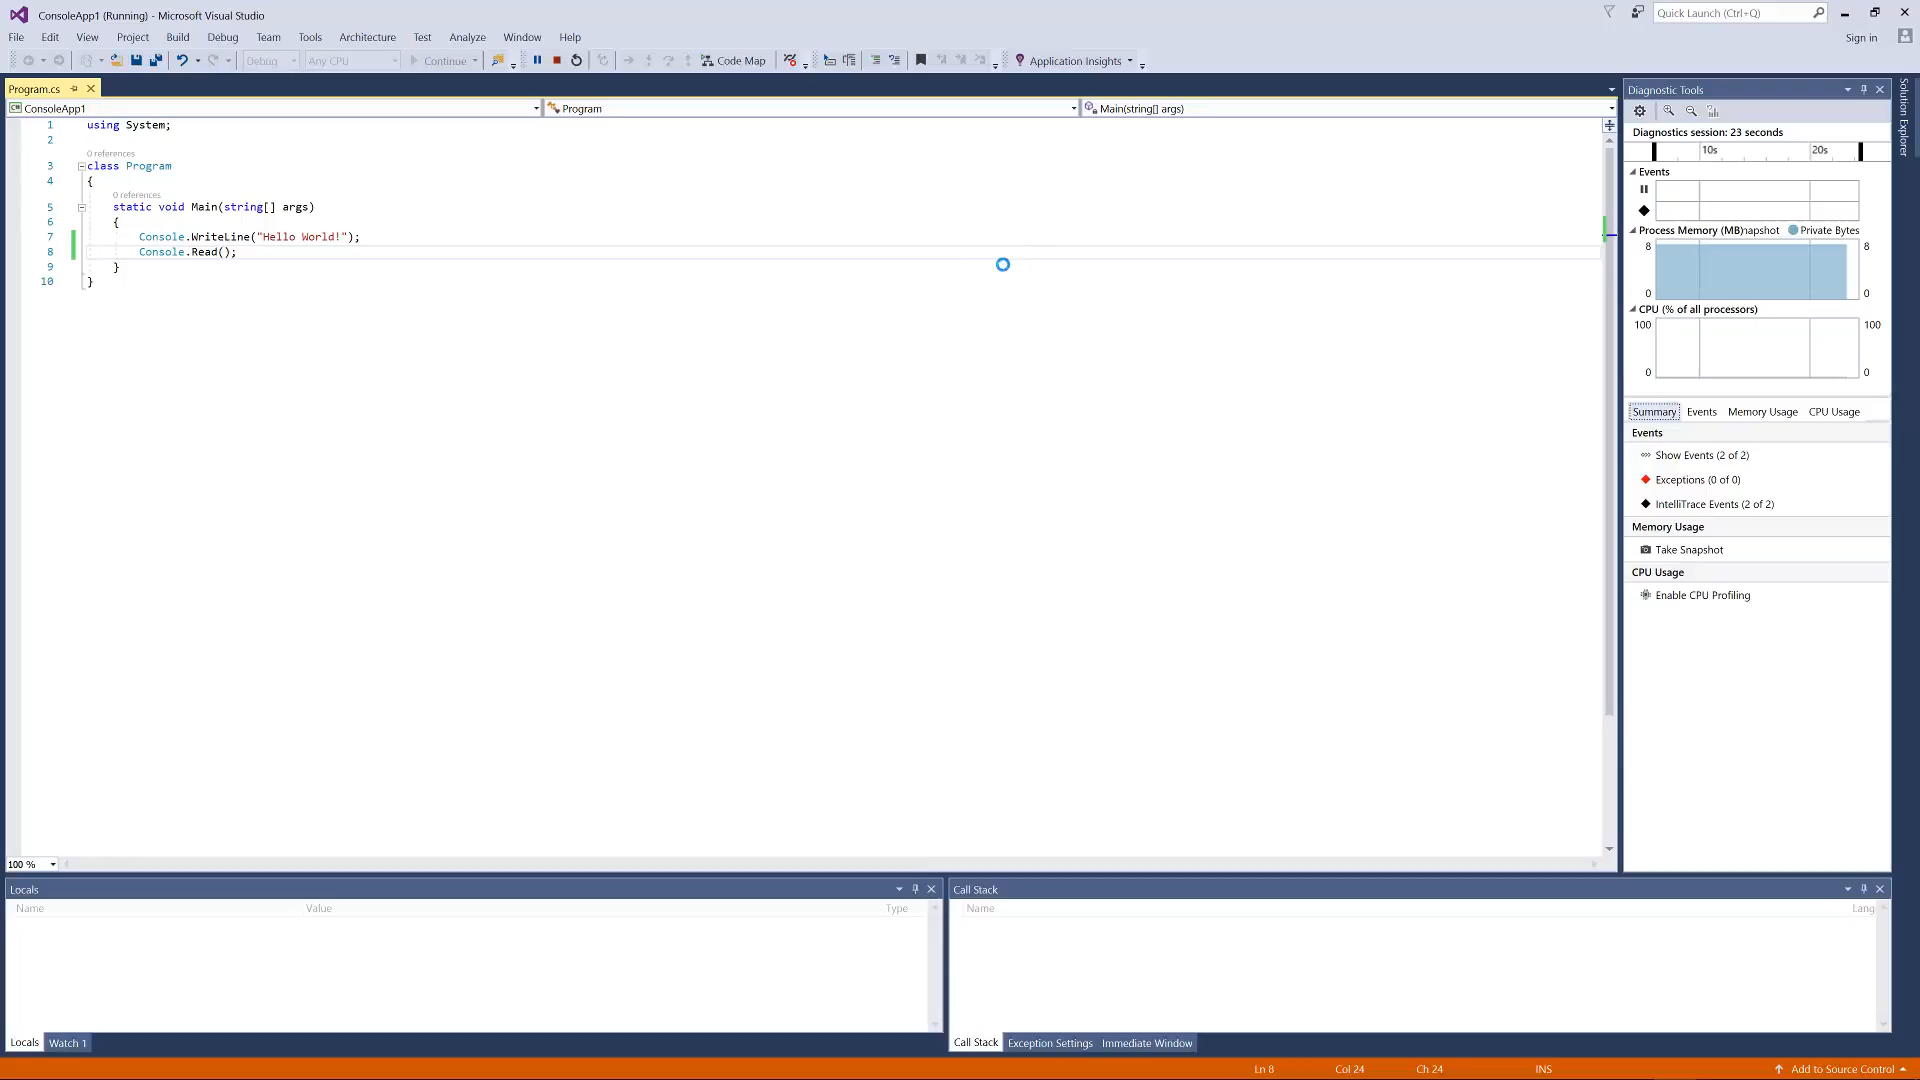 ConsoleApp1 (Running) - Microsoft Visual Studio
Quick Launch (Ctrl+Q)
File Edit View Project Build Debug Team Tools Architecture Test Test Analyze Window Help
Sign in
Debug Any CPU Continue Code Map Application Insights
Program.cs
ConsoleApp1 Program Main(string[] args)
1 using System;
2
0 references
3 class Program
4 {
0 references
5 static void Main(string[] args)
6 {
7 Console.WriteLine("Hello World!");
8 Console.Read();
9 }
10 }
100 %
Diagnostic Tools
Diagnostics session: 23 seconds
10s 20s
Events
Process Memory (MB)napshot Private Bytes
8 8
0 0
CPU (% of all processors)
100 100
0 0
Summary Events Memory Usage CPU Usage
Events
Show Events (2 of 2)
Exceptions (0 of 0)
IntelliTrace Events (2 of 2)
Memory Usage
Take Snapshot
CPU Usage
Enable CPU Profiling
Solution Explorer
Locals
Name Value Type
Locals Watch 1
Call Stack
Name Lang
Call Stack Exception Settings Immediate Window
Ln 8 Col 24 Ch 24 INS Add to Source Control